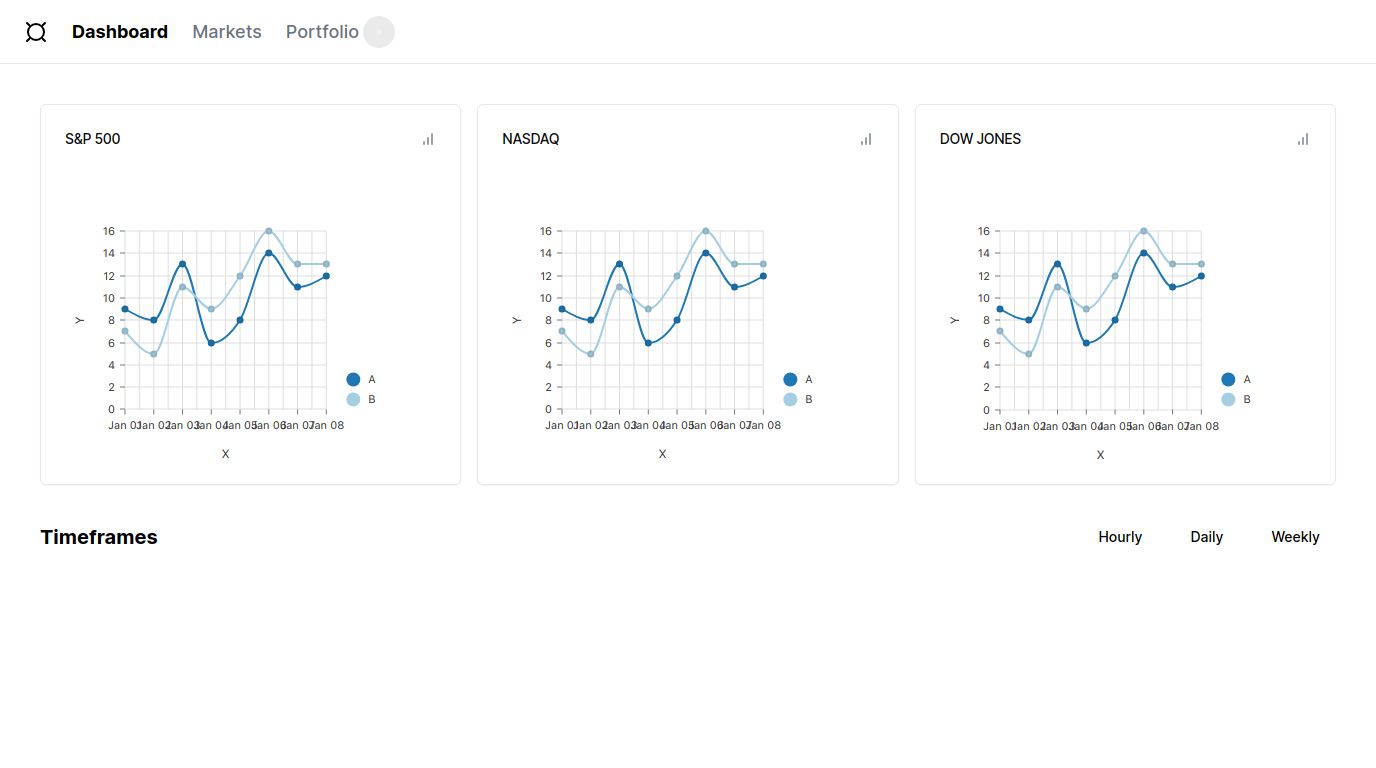 Dashboard Markets Portfolio
S&P 500
16
14
12
10
8
6
4
2
0
Y
Jan 01 Jan 02 Jan 03 Jan 04 Jan 05 Jan 06 Jan 07 Jan 08
X
A
B
NASDAQ
16
14
12
10
8
6
4
2
0
Y
Jan 01 Jan 02 Jan 03 Jan 04 Jan 05 Jan 06 Jan 07 Jan 08
X
A
B
DOW JONES
16
14
12
10
8
6
4
2
0
Y
Jan 01 Jan 02 Jan 03 Jan 04 Jan 05 Jan 06 Jan 07 Jan 08
X
A
B
Timeframes
Hourly Daily Weekly